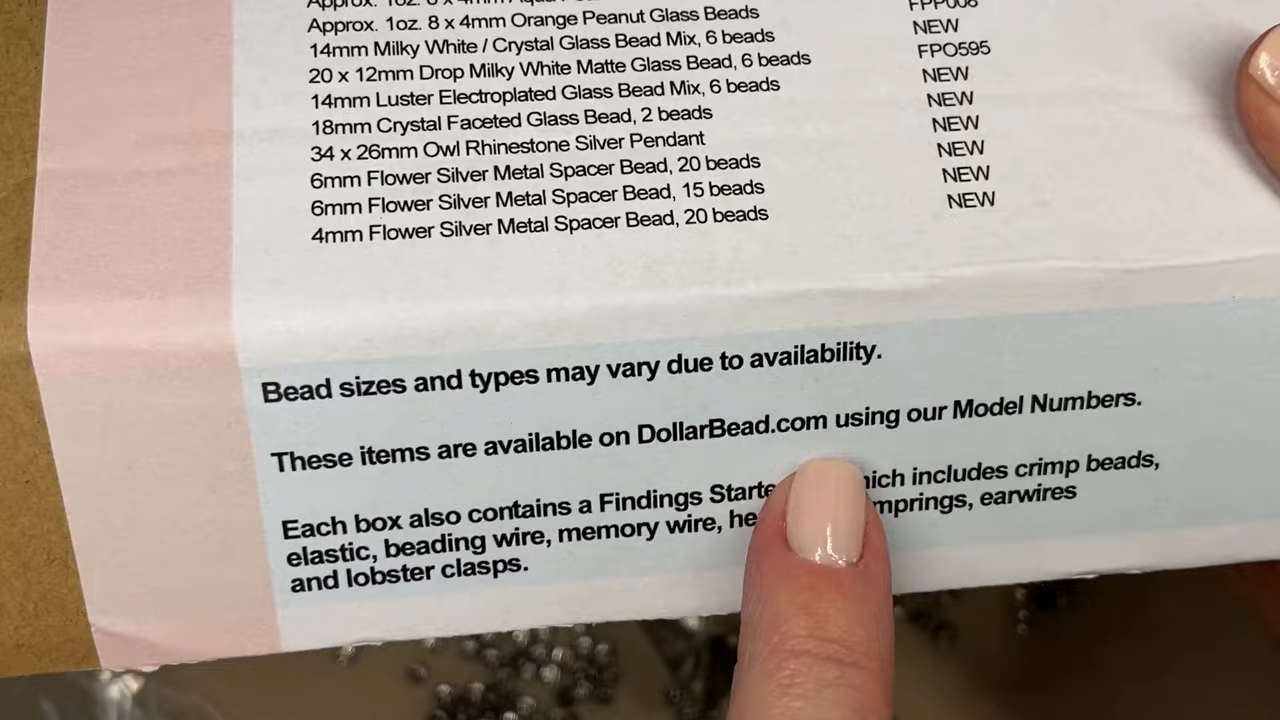 Approx. 1oz. 8 x 4mm Aqua
FPP008
Approx. 1oz. 8 x 4mm Orange Peanut Glass Beads
NEW
14mm Milky White / Crystal Glass Bead Mix, 6 beads
FPO595
20 x 12mm Drop Milky White Matte Glass Bead, 6 beads
NEW
14mm Luster Electroplated Glass Bead Mix, 6 beads
NEW
18mm Crystal Faceted Glass Bead, 2 beads
NEW
34 x 26mm Owl Rhinestone Silver Pendant
NEW
6mm Flower Silver Metal Spacer Bead, 20 beads
NEW
6mm Flower Silver Metal Spacer Bead, 15 beads
NEW
4mm Flower Silver Metal Spacer Bead, 20 beads
Bead sizes and types may vary due to availability.
These items are available on DollarBead.com using our Model Numbers.
Each box also contains a Findings Starte hich includes crimp beads,
elastic, beading wire, memory wire, he mprings, earwires
and lobster clasps.